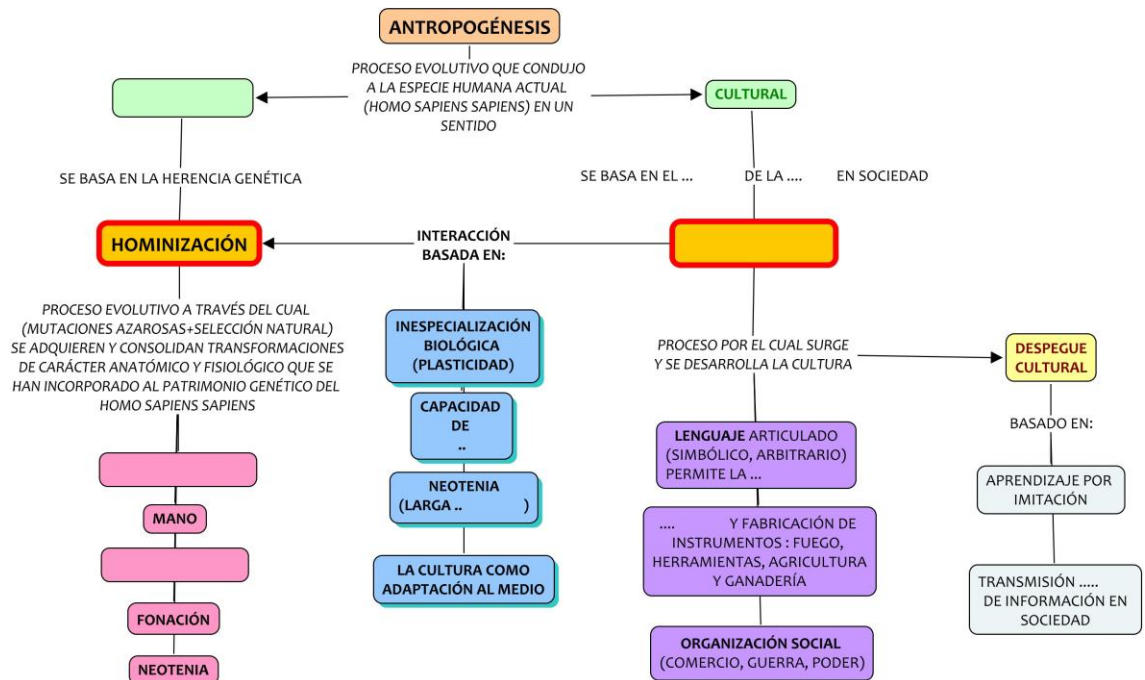 ANTROPOGÉNESIS
PROCESO EVOLUTIVO QUE CONDUJO
A LA ESPECIE HUMANA ACTUAL
(HOMO SAPIENS SAPIENS) EN UN
SENTIDO
CULTURAL
SE BASA EN LA HERENCIA GENÉTICA
SE BASA EN EL ... DE LA .... EN SOCIEDAD
HOMINIZACIÓN
INTERACCIÓN
BASADA EN:
PROCESO EVOLUTIVO A TRAVÉS DEL CUAL
(MUTACIONES AZAROSAS+SELECCIÓN NATURAL)
SE ADQUIEREN Y CONSOLIDAN TRANSFORMACIONES
DE CARÁCTER ANATÓMICO Y FISIOLÓGICO QUE SE
HAN INCORPORADO AL PATRIMONIO GENÉTICO DEL
HOMO SAPIENS SAPIENS
MANO
FONACIÓN
NEOTENIA
INESPECIALIZACIÓN
BIOLÓGICA
(PLASTICIDAD)
CAPACIDAD
DE
..
NEOTENIA
(LARGA .. )
LA CULTURA COMO
ADAPTACIÓN AL MEDIO
PROCESO POR EL CUAL SURGE
Y SE DESARROLLA LA CULTURA
LENGUAJE ARTICULADO
(SIMBÓLICO, ARBITRARIO)
PERMITE LA ...
.... Y FABRICACIÓN DE
INSTRUMENTOS : FUEGO,
HERRAMIENTAS, AGRICULTURA
Y GANADERÍA
ORGANIZACIÓN SOCIAL
(COMERCIO, GUERRA, PODER)
DESPEGUE
CULTURAL
BASADO EN:
APRENDIZAJE POR
IMITACIÓN
TRANSMISIÓN .....
DE INFORMACIÓN EN
SOCIEDAD